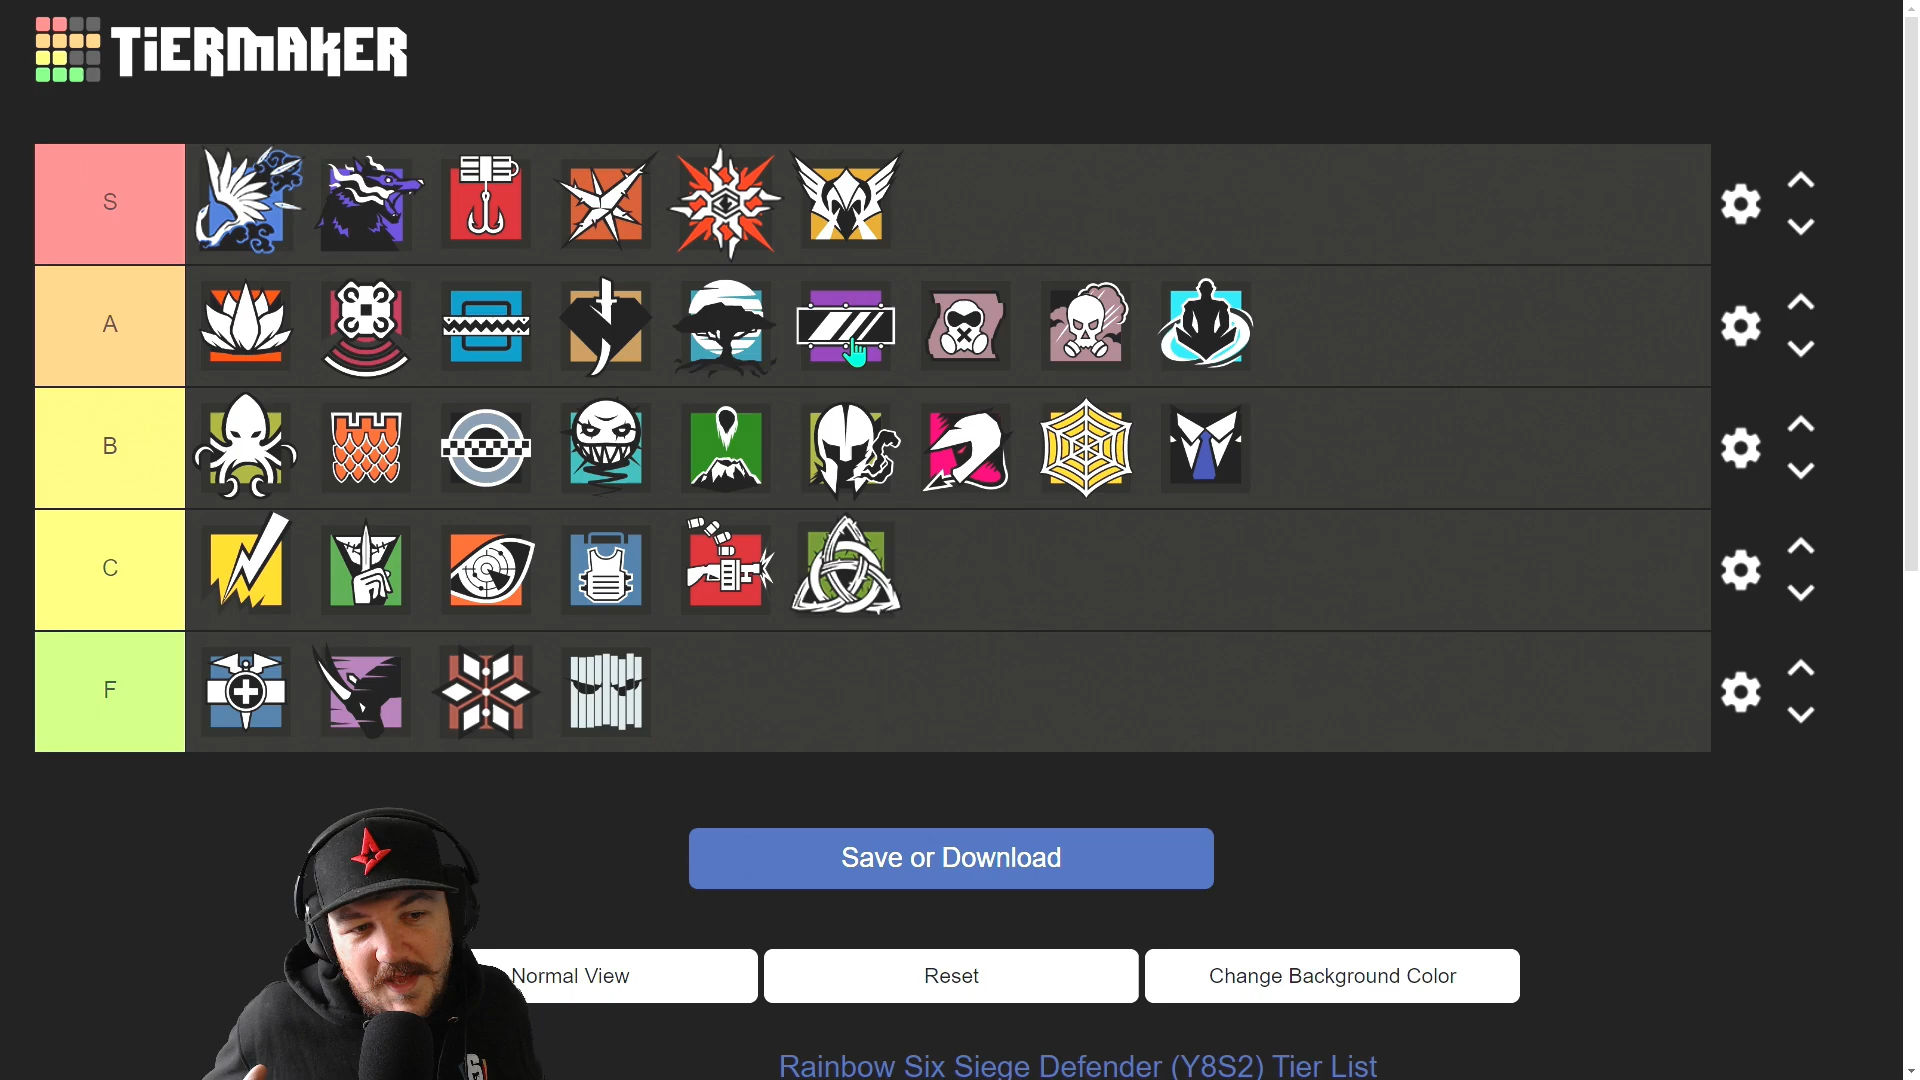 TiERMAKER
S
A
B
C
F
Save or Download
Normal View
Reset
Change Background Color
Rainbow Six Siege Defender (Y8S2) Tier List